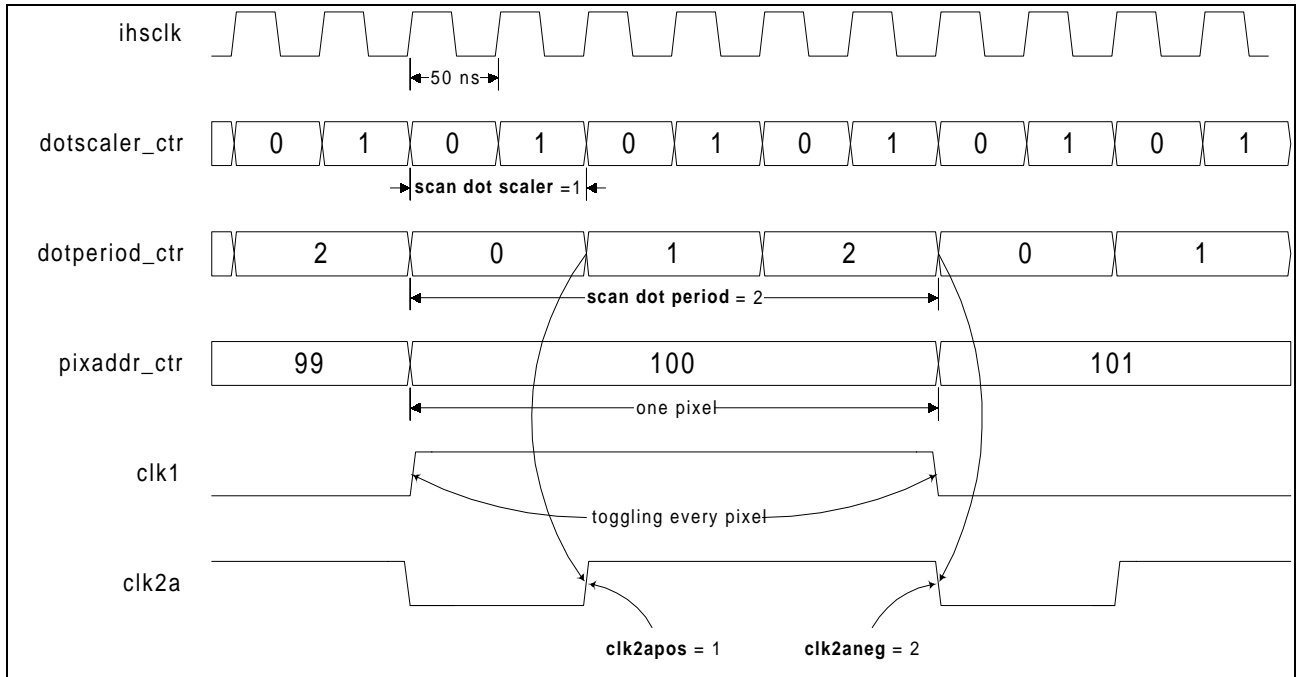 ihsclk
50 ns
dotscaler_ctr 0 1 0 1 0 1 0 1 0 1 0 1
scan dot scaler =1
dotperiod_ctr 2 0 1 2 0 1
scan dot period = 2
pixaddr_ctr 99 100 101
one pixel
clk1
toggling every pixel
clk2a
clk2apos = 1 clk2aneg = 2